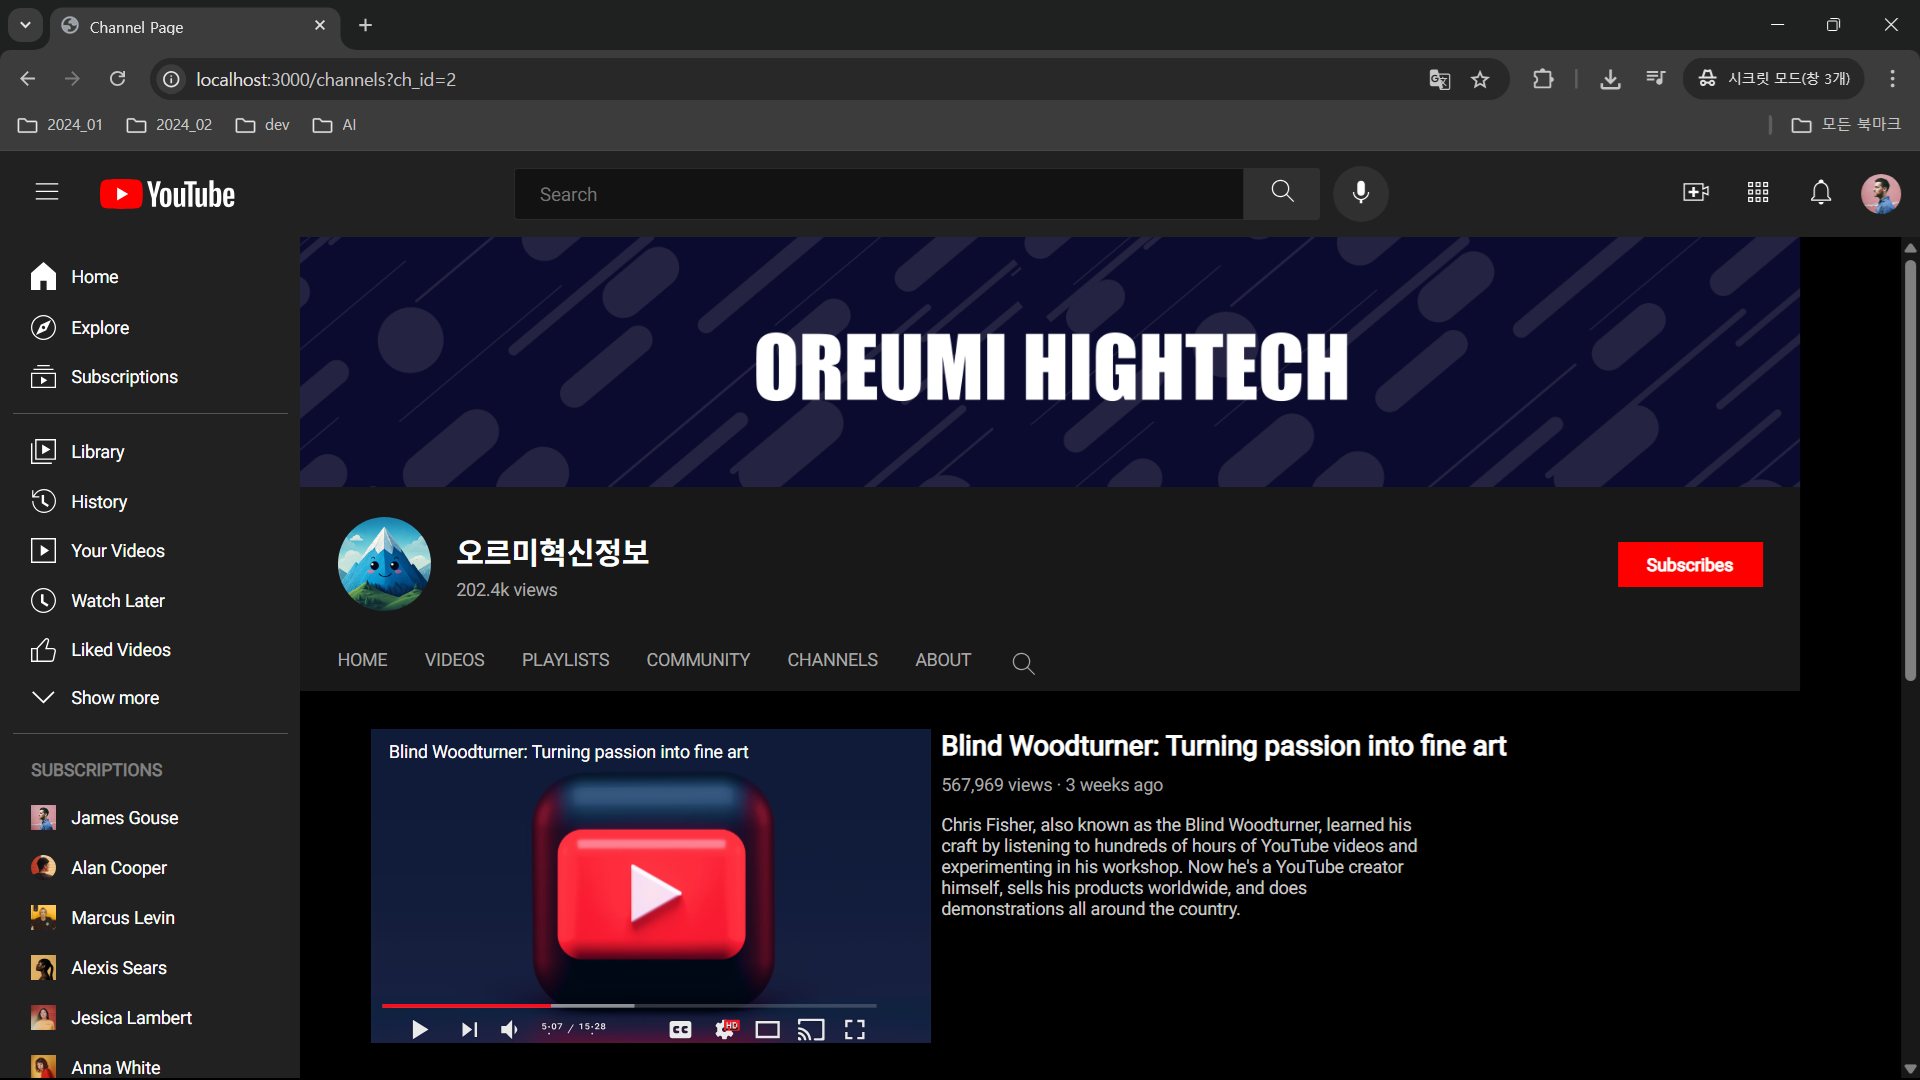 Channel Page
localhost:3000/channels?ch_id=2
시크릿 모드(창 3개)
2024_01
2024_02
dev
AI
모든 북마크
YouTube
Search
Home
Explore
Subscriptions
Library
History
Your Videos
Watch Later
Liked Videos
Show more
SUBSCRIPTIONS
James Gouse
Alan Cooper
Marcus Levin
Alexis Sears
Jesica Lambert
Anna White
OREUMI HIGHTECH
오르미혁신정보
202.4k views
Subscribes
HOME VIDEOS PLAYLISTS COMMUNITY CHANNELS ABOUT
Blind Woodturner: Turning passion into fine art
5:07 / 15:28
CC
HD
Blind Woodturner: Turning passion into fine art
567,969 views · 3 weeks ago
Chris Fisher, also known as the Blind Woodturner, learned his
craft by listening to hundreds of hours of YouTube videos and
experimenting in his workshop. Now he's a YouTube creator
himself, sells his products worldwide, and does
demonstrations all around the country.